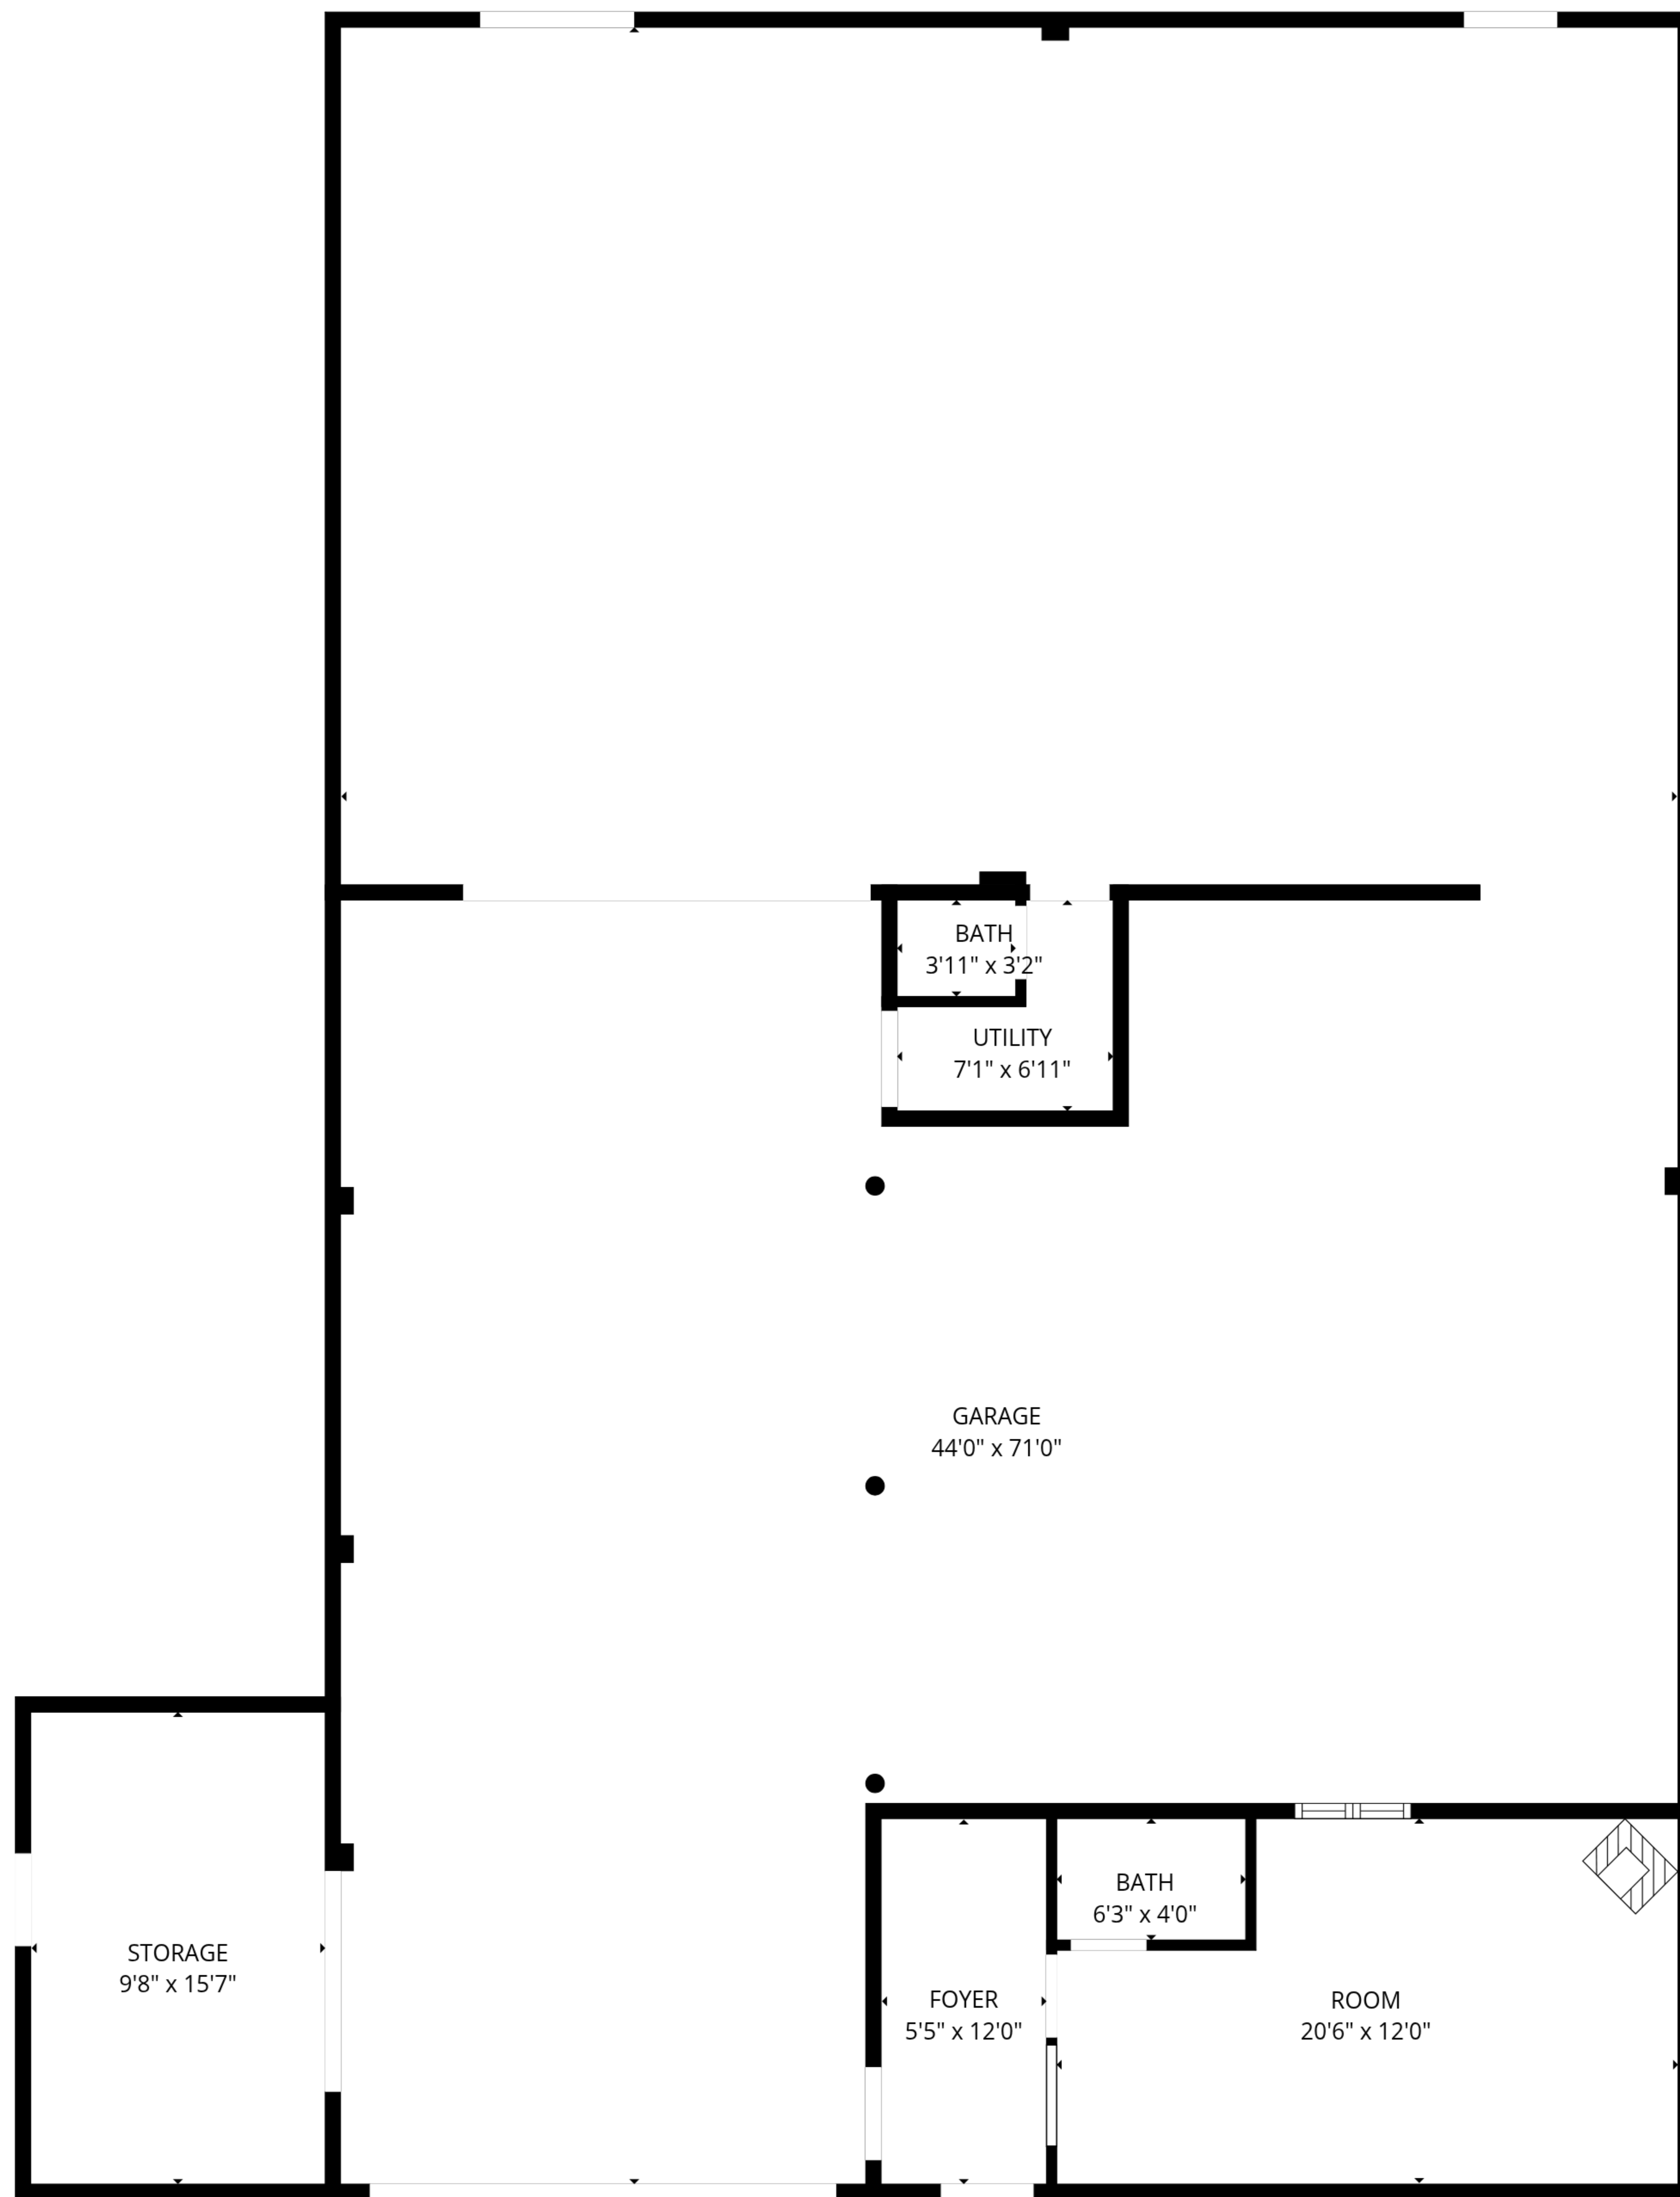 BATH
3'11" x 3'2"
UTILITY
7'1" x 6'11"
GARAGE
44'0" x 71'0"
BATH
6'3" x 4'0"
STORAGE
9'8" x 15'7"
FOYER
5'5" x 12'0"
ROOM
20'6" x 12'0"